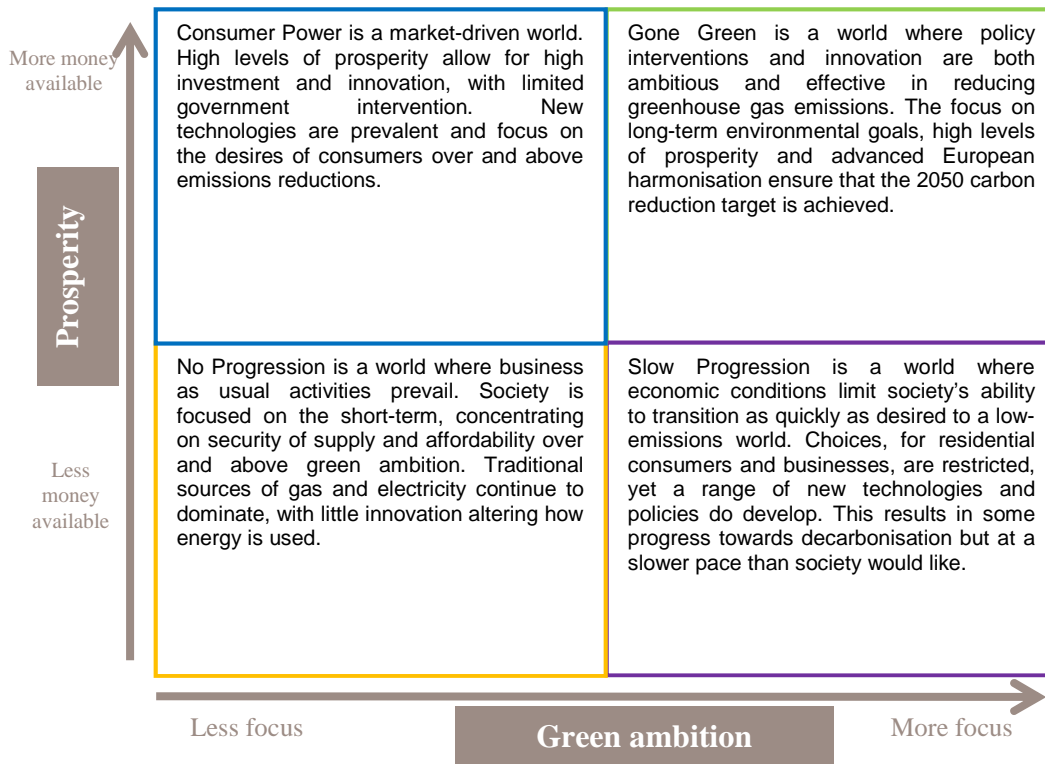 More money
available
Prosperity
Less
money
available
Consumer Power is a market-driven world.
High levels of prosperity allow for high
investment and innovation, with limited
government intervention. New
technologies are prevalent and focus on
the desires of consumers over and above
emissions reductions.
Gone Green is a world where policy
interventions and innovation are both
ambitious and effective in reducing
greenhouse gas emissions. The focus on
long-term environmental goals, high levels
of prosperity and advanced European
harmonisation ensure that the 2050 carbon
reduction target is achieved.
No Progression is a world where business
as usual activities prevail. Society is
focused on the short-term, concentrating
on security of supply and affordability over
and above green ambition. Traditional
sources of gas and electricity continue to
dominate, with little innovation altering how
energy is used.
Slow Progression is a world where
economic conditions limit society’s ability
to transition as quickly as desired to a low-
emissions world. Choices, for residential
consumers and businesses, are restricted,
yet a range of new technologies and
policies do develop. This results in some
progress towards decarbonisation but at a
slower pace than society would like.
Less focus
Green ambition
More focus